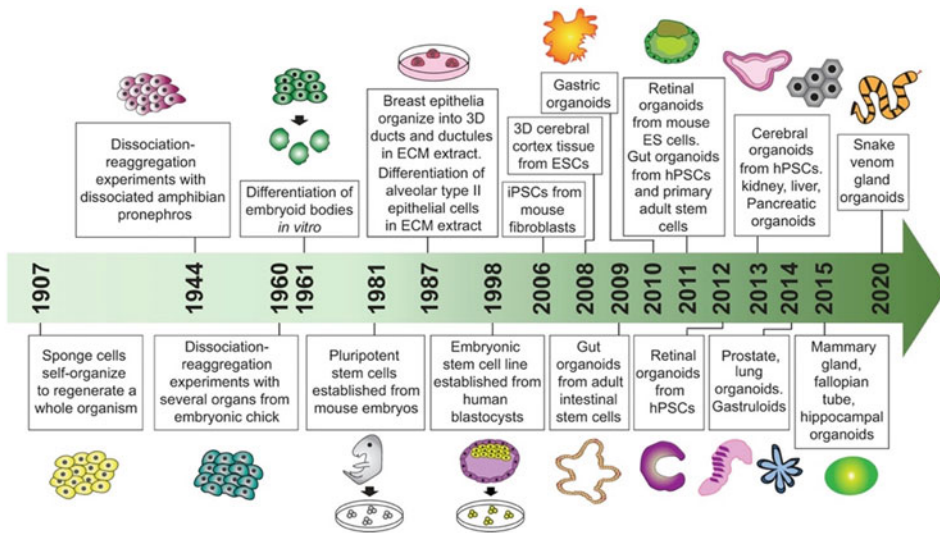 Dissociation-
reaggregation
experiments with
dissociated amphibian
pronephros
Differentiation of
embryoid bodies
in vitro
Breast epithelia
organize into 3D
ducts and ductules
in ECM extract.
Differentiation of
alveolar type II
epithelial cells
in ECM extract
Gastric
organoids
3D cerebral
cortex tissue
from ESCs
iPSCs from
mouse
fibroblasts
Retinal
organoids
from mouse
ES cells.
Gut organoids
from hPSCs
and primary
adult stem
cells
Cerebral
organoids
from hPSCs.
kidney, liver,
Pancreatic
organoids
Snake
venom
gland
organoids
1907
1944
1960
1961
1981
1987
1998
2006
2008
2009
2010
2011
2012
2013
2014
2015
2020
Sponge cells
self-organize
to regenerate a
whole organism
Dissociation-
reaggregation
experiments with
several organs from
embryonic chick
Pluripotent
stem cells
established from
mouse embryos
Embryonic
stem cell line
established from
human
blastocysts
Gut
organoids
from adult
intestinal
stem cells
Retinal
organoids
from
hPSCs
Prostate,
lung
organoids.
Gastruloids
Mammary
gland,
fallopian
tube,
hippocampal
organoids